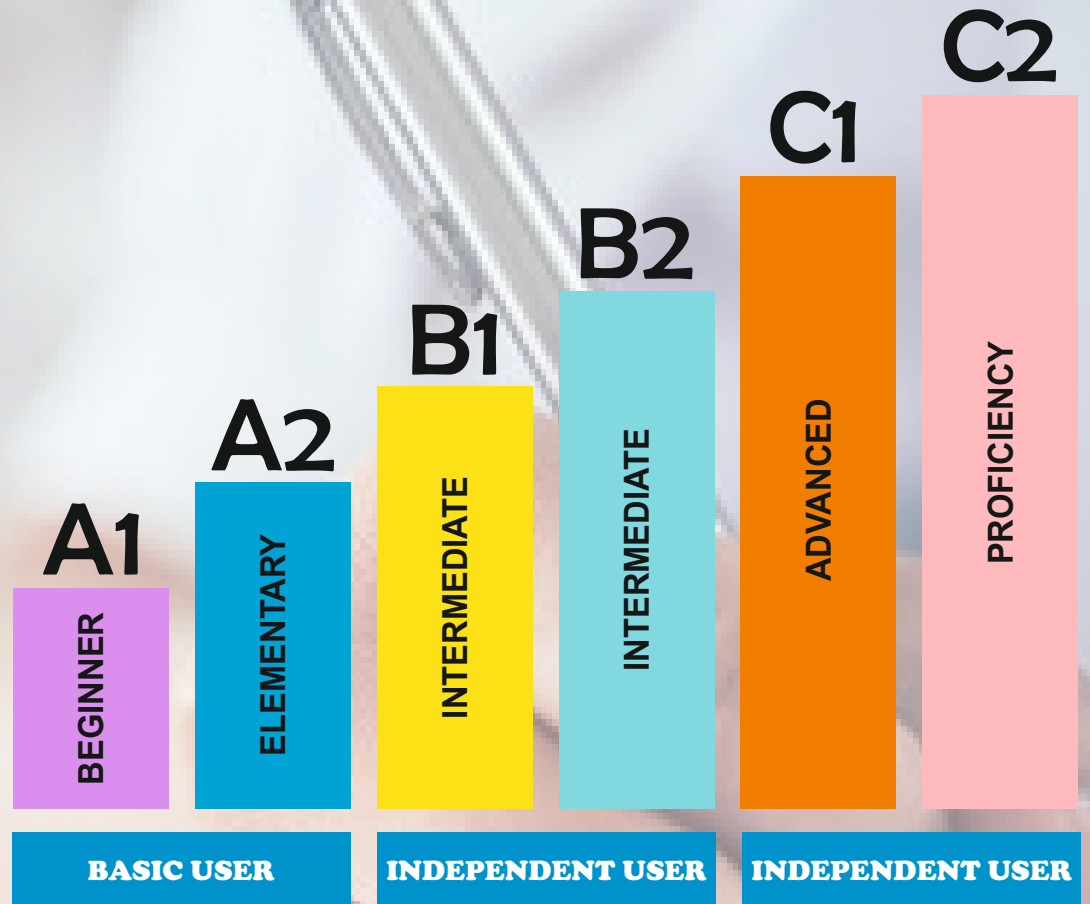 C2
C1
B2
B1
A2
A1
BEGINNER
ELEMENTARY
INTERMEDIATE
INTERMEDIATE
ADVANCED
PROFICIENCY
BASIC USER
INDEPENDENT USER
INDEPENDENT USER